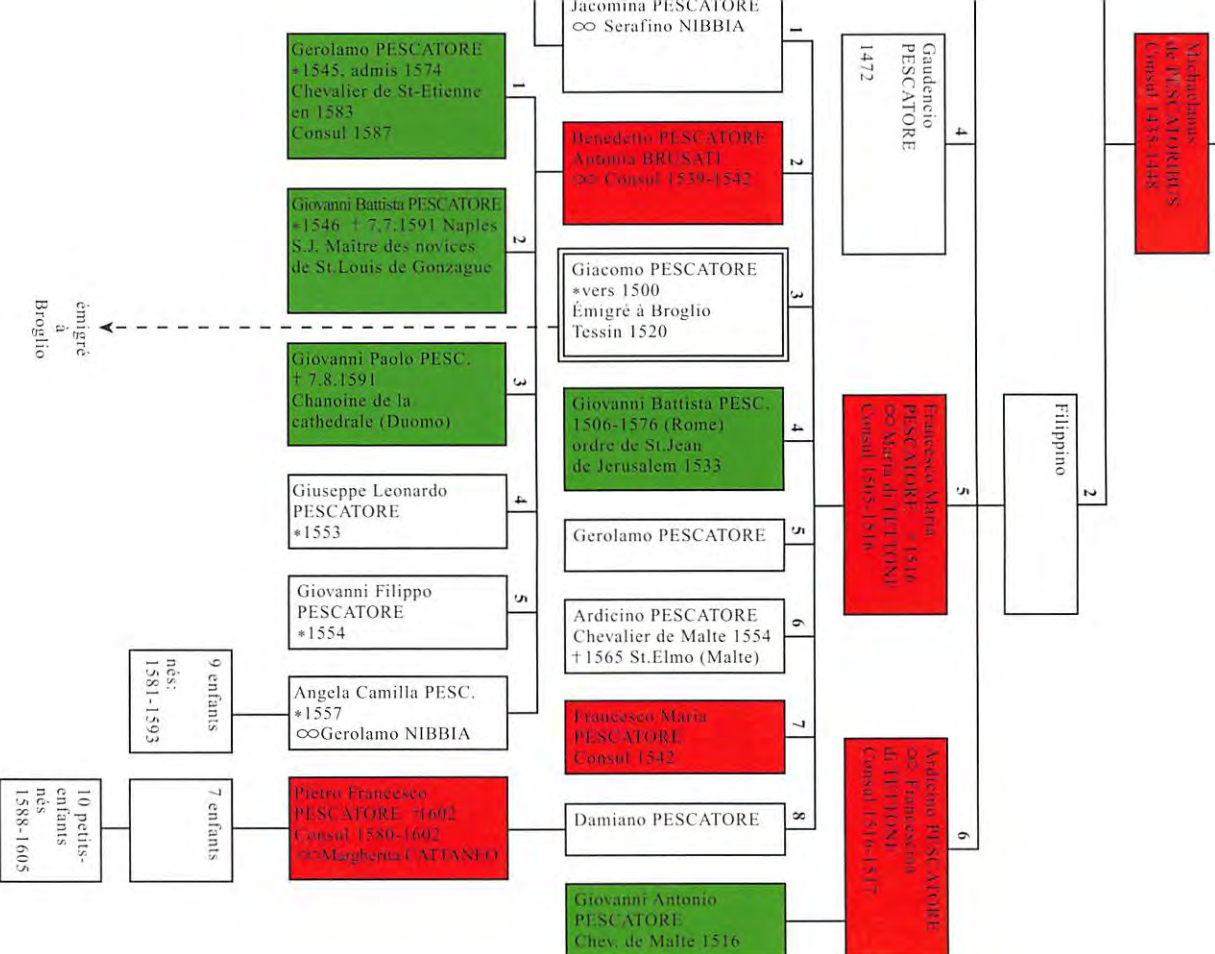 Jacomina PESCATORE
∞ Serafino NIBBIA
1
Gerolamo PESCATORE
*1545, admis 1574
Chevalier de St-Etienne
en 1583
Consul 1587
1
Gaudencio
PESCATORE
1472
4
Michaelanus
de PESCATORIBUS
Consul 1435-1448
Benedetto PESCATORE
Antonia BRUSATI
∞ Consul 1539-1542
2
Giovanni Battista PESCATORE
*1546 † 7.7.1591 Naples
S.J. Maître des novices
de St.Louis de Gonzague
2
Giacomo PESCATORE
*vers 1500
Émigré à Broglio
Tessin 1520
3
émigré
à
Broglio
Giovanni Paolo PESC.
† 7.8.1591
Chanoine de la
cathedrale (Duomo)
3
Giovanni Battista PESC.
1506-1576 (Rome)
ordre de St.Jean
de Jerusalem 1533
4
Francesco Maria
PESCATORE *1516
∞ Maria di TETTONI
Consul 1505-1516
5
Filippino
2
Giuseppe Leonardo
PESCATORE
*1553
4
Gerolamo PESCATORE
5
Giovanni Filippo
PESCATORE
*1554
5
Ardicino PESCATORE
Chevalier de Malte 1554
†1565 St.Elmo (Malte)
6
Angela Camilla PESC.
*1557
∞Gerolamo NIBBIA
9 enfants
nés:
1581-1593
Francesco Maria
PESCATORE
Consul 1542
7
Ardicino PESCATORE
∞ Francescina
di TETTONI
Consul 1516-1517
6
Pietro Francesco
PESCATORE †1602
Consul 1580-1602
∞Margherita CATTANEO
7 enfants
10 petits-
enfants
nés
1588-1605
Damiano PESCATORE
8
Giovanni Antonio
PESCATORE
Chev. de Malte 1516